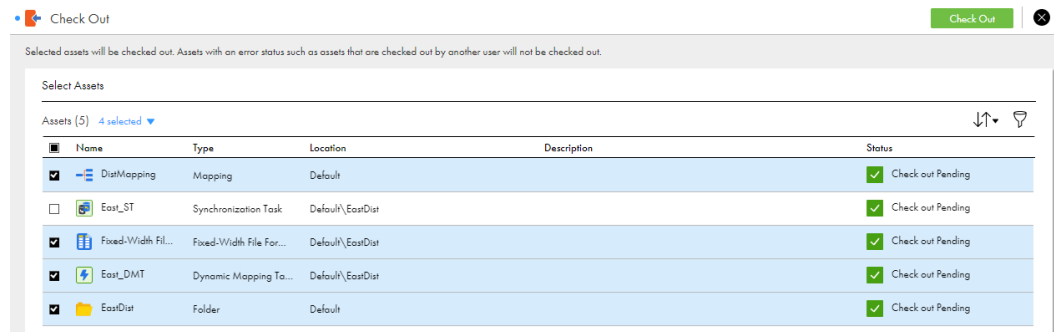 Check Out Check Out
Selected assets will be checked out. Assets with an error status such as assets that are checked out by another user will not be checked out.
Select Assets
Assets (5) 4 selected
Name Type Location Description Status
DistMapping Mapping Default Check out Pending
East_ST Synchronization Task Default\EastDist Check out Pending
Fixed-Width Fil... Fixed-Width File For... Default\EastDist Check out Pending
East_DMT Dynamic Mapping Ta... Default\EastDist Check out Pending
EastDist Folder Default Check out Pending